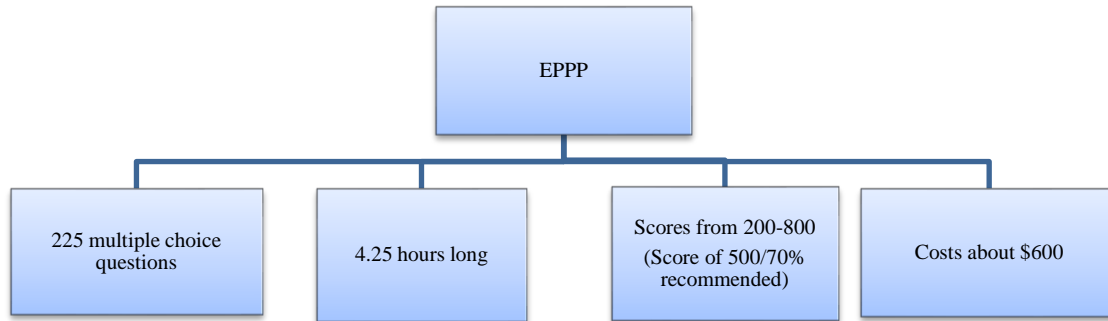 EPPP
225 multiple choice
questions
4.25 hours long
Scores from 200-800
(Score of 500/70%
recommended)
Costs about $600